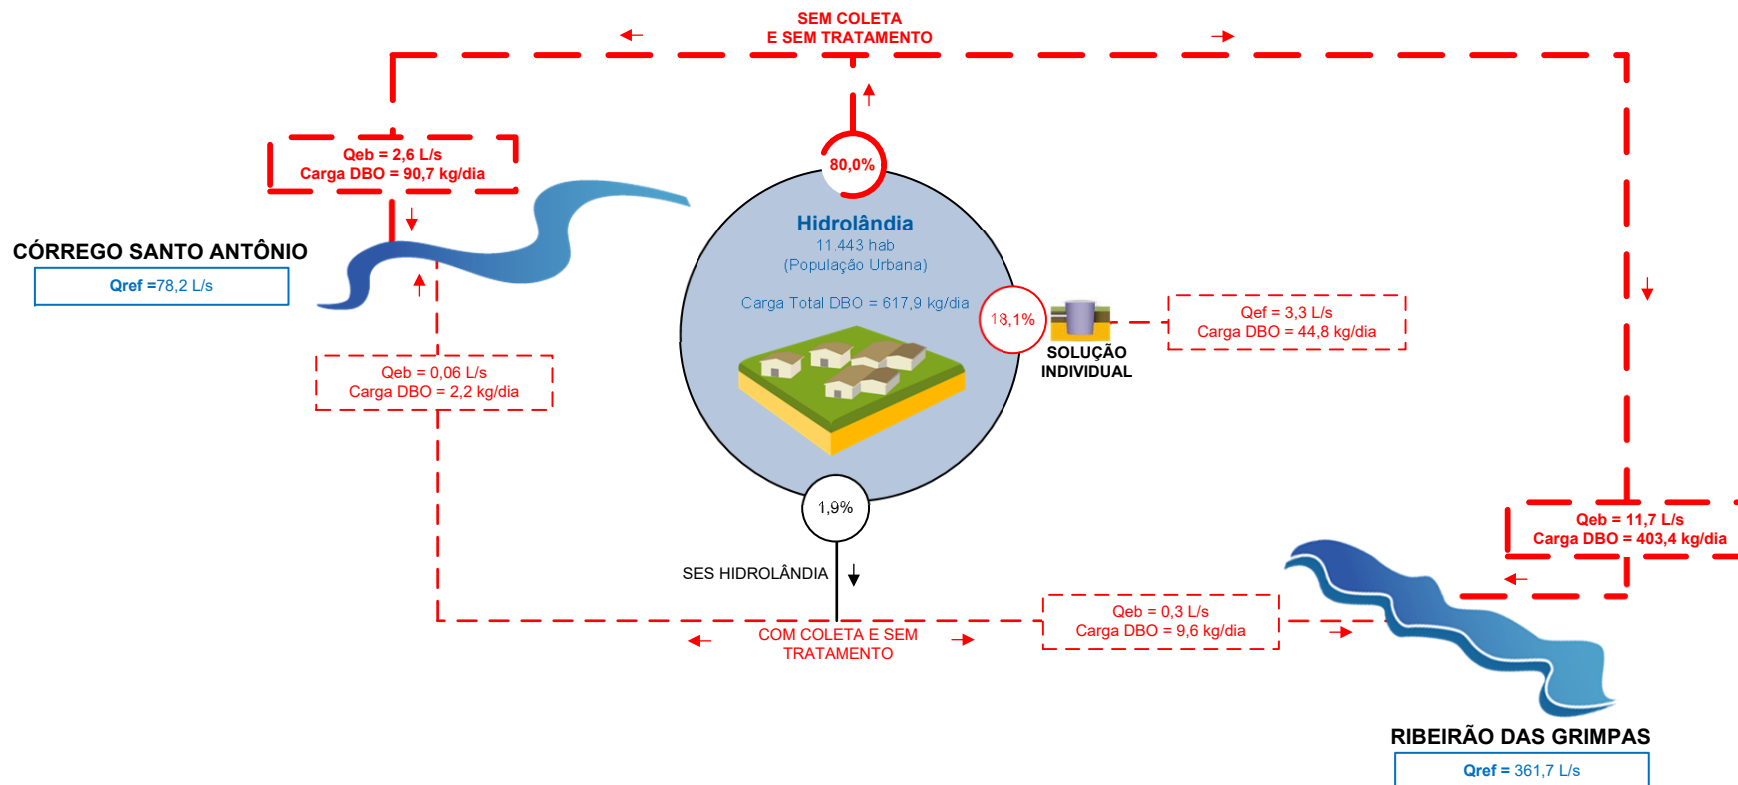 SEM COLETA
E SEM TRATAMENTO
80,0%
Qeb = 2,6 L/s
Carga DBO = 90,7 kg/dia
CÓRREGO SANTO ANTÔNIO
Qref =78,2 L/s
Hidrolândia
11.443 hab
(População Urbana)
Carga Total DBO = 617,9 kg/dia
18,1%
SOLUÇÃO
INDIVIDUAL
Qef = 3,3 L/s
Carga DBO = 44,8 kg/dia
Qeb = 0,06 L/s
Carga DBO = 2,2 kg/dia
1,9%
SES HIDROLÂNDIA
COM COLETA E SEM
TRATAMENTO
Qeb = 0,3 L/s
Carga DBO = 9,6 kg/dia
Qeb = 11,7 L/s
Carga DBO = 403,4 kg/dia
RIBEIRÃO DAS GRIMPAS
Qref = 361,7 L/s